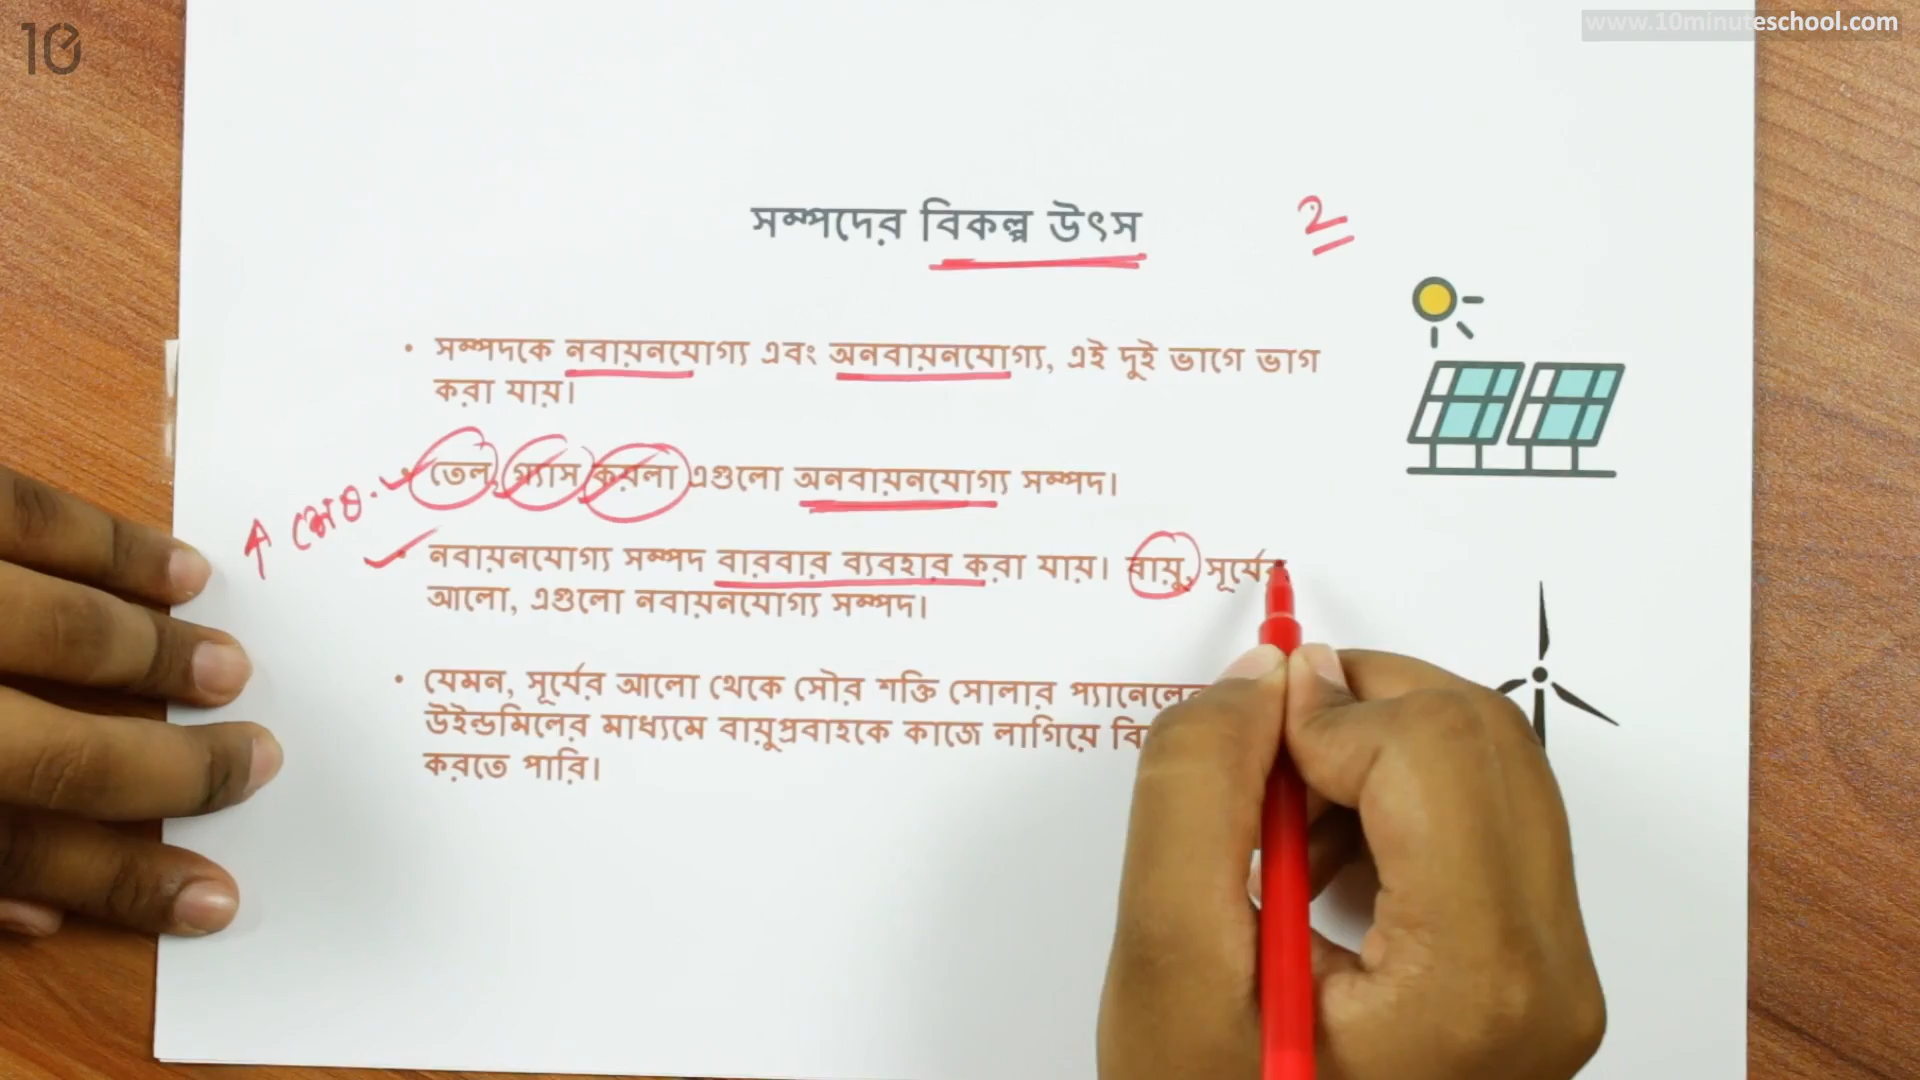 10
www.10minuteschool.com
সম্পদের বিকল্প উৎস
2
• সম্পদকে নবায়নযোগ্য এবং অনবায়নযোগ্য, এই দুই ভাগে ভাগ
করা যায়।
তেল, গ্যাস কয়লা এগুলো অনবায়নযোগ্য সম্পদ।
নবায়নযোগ্য সম্পদ বারবার ব্যবহার করা যায়। বায়ু, সূর্যের
আলো, এগুলো নবায়নযোগ্য সম্পদ।
• যেমন, সূর্যের আলো থেকে সৌর শক্তি সোলার প্যানেলের
উইন্ডমিলের মাধ্যমে বায়ুপ্রবাহকে কাজে লাগিয়ে
করতে পারি।